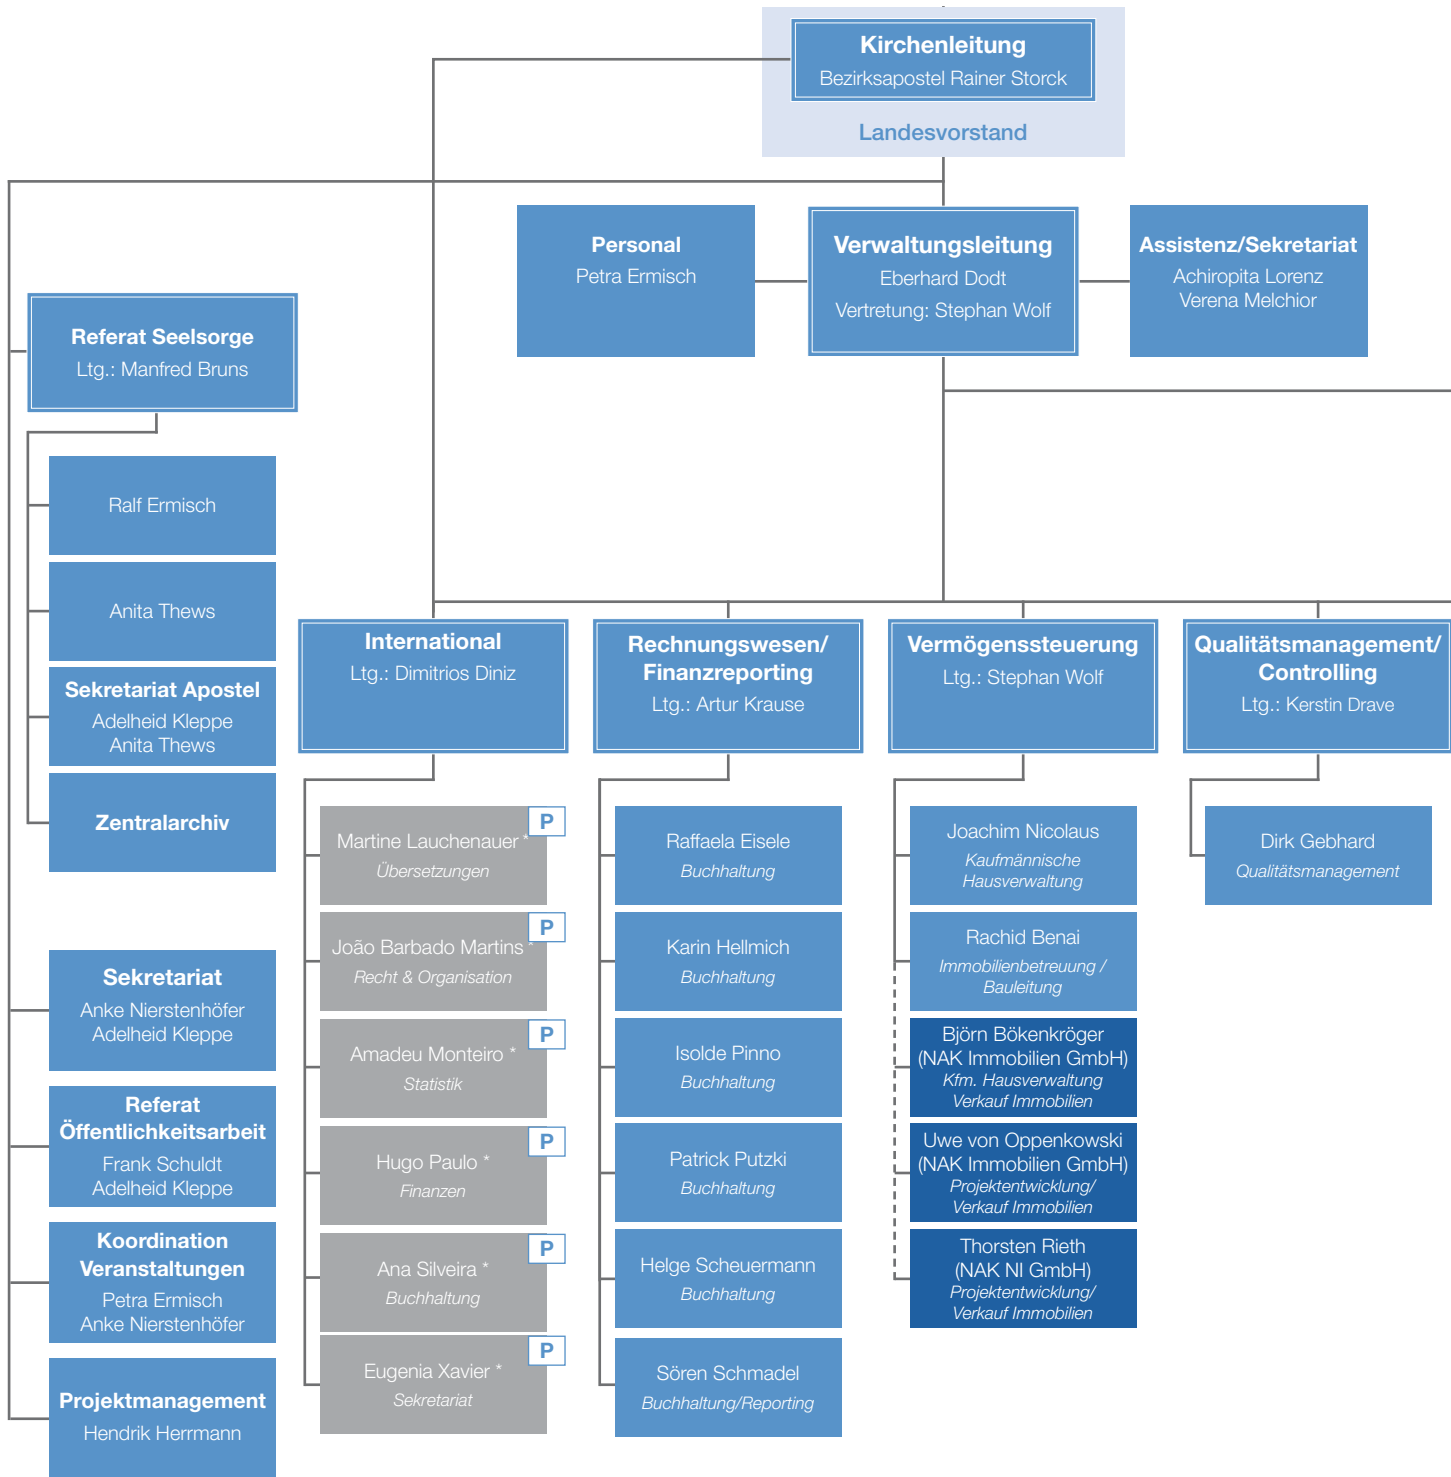 Kirchenleitung
Bezirksapostel Rainer Storck
Landesvorstand
Personal
Petra Ermisch
Verwaltungsleitung
Eberhard Dodt
Vertretung: Stephan Wolf
Assistenz/Sekretariat
Achiropita Lorenz
Verena Melchior
Referat Seelsorge
Ltg.: Manfred Bruns
Ralf Ermisch
Anita Thews
Sekretariat Apostel
Adelheid Kleppe
Anita Thews
Zentralarchiv
Sekretariat
Anke Nierstenhöfer
Adelheid Kleppe
Referat
Öffentlichkeitsarbeit
Frank Schuldt
Adelheid Kleppe
Koordination
Veranstaltungen
Petra Ermisch
Anke Nierstenhöfer
Projektmanagement
Hendrik Herrmann
International
Ltg.: Dimitrios Diniz
P
Martine Lauchenauer *
Übersetzungen
P
João Barbado Martins *
Recht & Organisation
P
Amadeu Monteiro *
Statistik
P
Hugo Paulo *
Finanzen
P
Ana Silveira *
Buchhaltung
P
Eugenia Xavier *
Sekretariat
Rechnungswesen/
Finanzreporting
Ltg.: Artur Krause
Raffaela Eisele
Buchhaltung
Karin Hellmich
Buchhaltung
Isolde Pinno
Buchhaltung
Patrick Putzki
Buchhaltung
Helge Scheuermann
Buchhaltung
Sören Schmadel
Buchhaltung/Reporting
Vermögenssteuerung
Ltg.: Stephan Wolf
Joachim Nicolaus
Kaufmännische
Hausverwaltung
Rachid Benai
Immobilienbetreuung /
Bauleitung
Björn Bökenkröger
(NAK Immobilien GmbH)
Kfm. Hausverwaltung
Verkauf Immobilien
Uwe von Oppenkowski
(NAK Immobilien GmbH)
Projektentwicklung/
Verkauf Immobilien
Thorsten Rieth
(NAK NI GmbH)
Projektentwicklung/
Verkauf Immobilien
Qualitätsmanagement/
Controlling
Ltg.: Kerstin Drave
Dirk Gebhard
Qualitätsmanagement